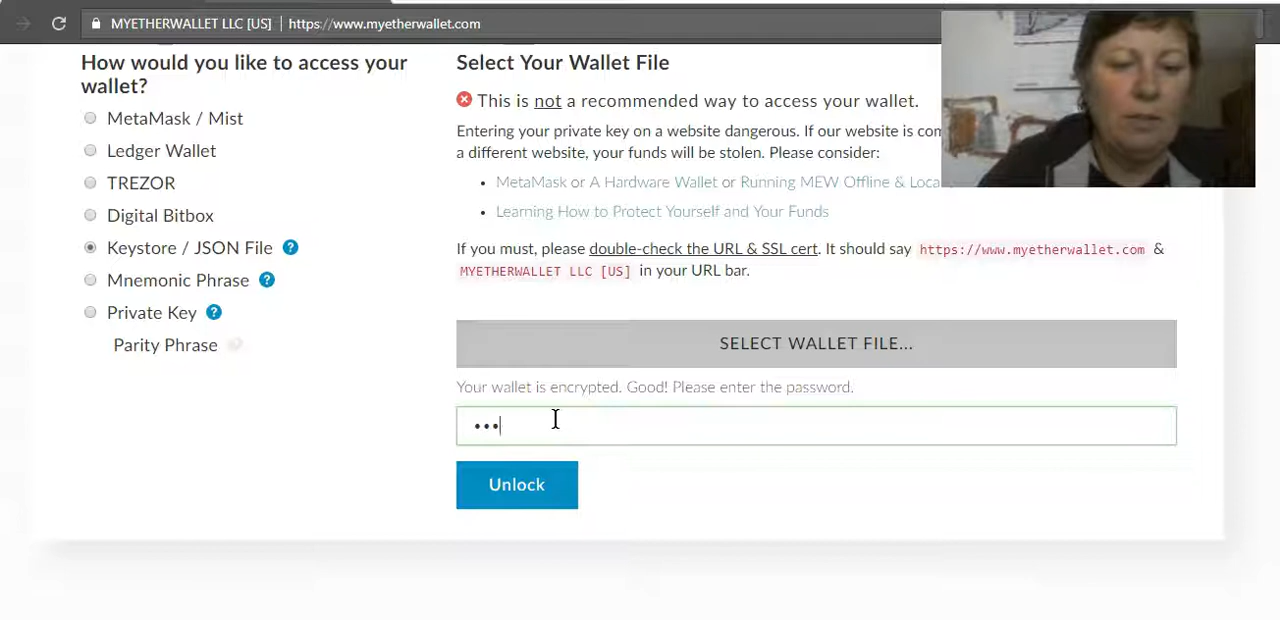 MYETHERWALLET LLC [US] https://www.myetherwallet.com
How would you like to access your
wallet?
MetaMask / Mist
Ledger Wallet
TREZOR
Digital Bitbox
Keystore / JSON File ?
Mnemonic Phrase ?
Private Key ?
Parity Phrase
Select Your Wallet File
This is not a recommended way to access your wallet.
Entering your private key on a website dangerous. If our website is
a different website, your funds will be stolen. Please consider:
• MetaMask or A Hardware Wallet or Running MEW Offline &
• Learning How to Protect Yourself and Your Funds
If you must, please double-check the URL & SSL cert. It should say https://www.myetherwallet.com &
MYETHERWALLET LLC [US] in your URL bar.
SELECT WALLET FILE...
Your wallet is encrypted. Good! Please enter the password.
•••
Unlock